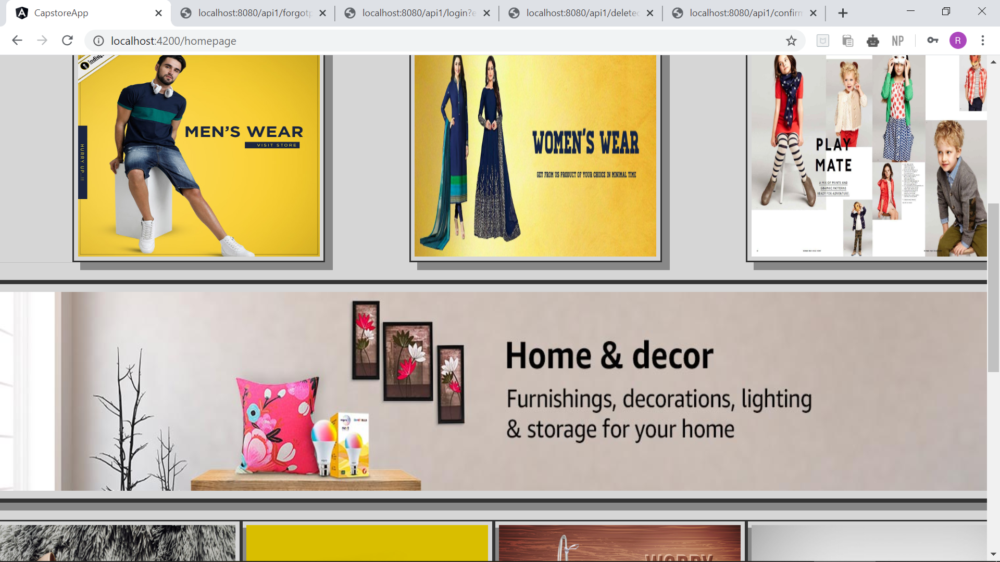 CapstoreApp
localhost:8080/api1/forgotp
localhost:8080/api1/login?e
localhost:8080/api1/deleted
localhost:8080/api1/confirm
localhost:4200/homepage
NP
R
MEN'S WEAR
VISIT STORE
HURRY UP..!!
WOMEN'S WEAR
GET FROM US PRODUCT OF YOUR CHOICE IN MINIMAL TIME
PLAY
MATE
A MIX OF PRINTS AND
GRAPHIC PATTERNS
READY FOR ADVENTURE.
Home & decor
Furnishings, decorations, lighting
& storage for your home
WORRY